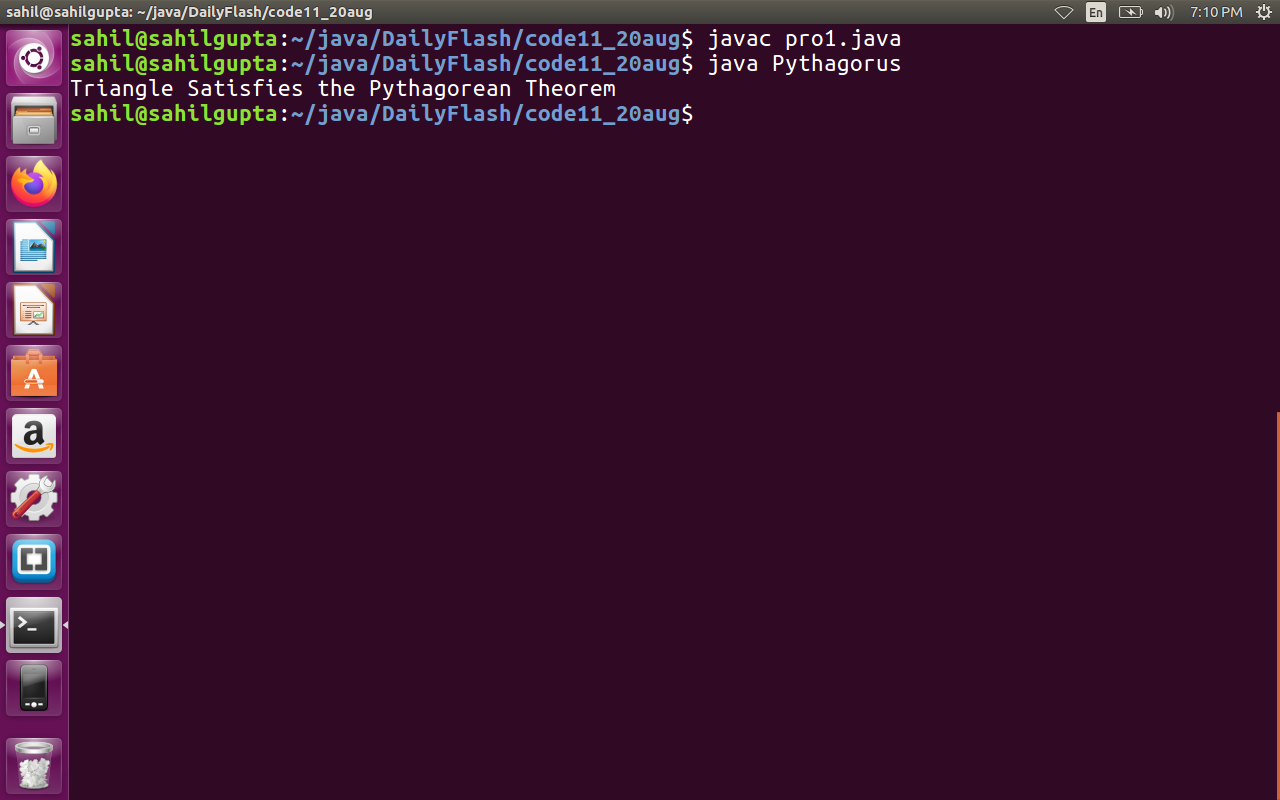 sahil@sahilgupta: ~/java/DailyFlash/code11_20aug
En
7:10 PM
sahil@sahilgupta:~/java/DailyFlash/code11_20aug$ javac pro1.java
sahil@sahilgupta:~/java/DailyFlash/code11_20aug$ java Pythagorus
Triangle Satisfies the Pythagorean Theorem
sahil@sahilgupta:~/java/DailyFlash/code11_20aug$